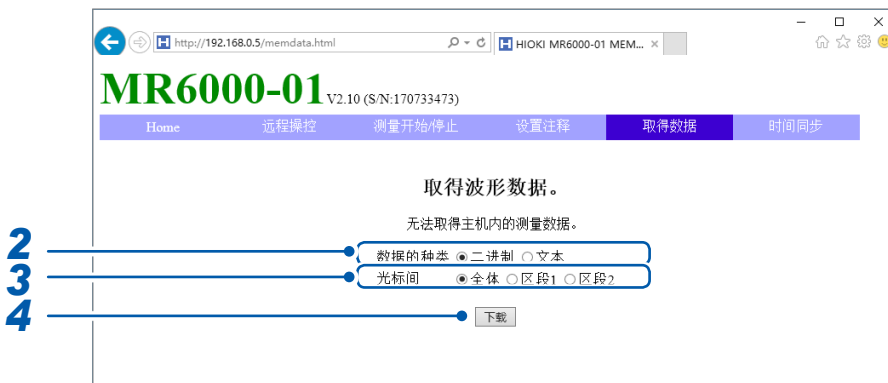 http://192.168.0.5/memdata.html
HIOKI MR6000-01 MEM...
MR6000-01 V2.10 (S/N:170733473)
Home 远程操控 测量开始/停止 设置注释 取得数据 时间同步
取得波形数据。
无法取得主机内的测量数据。
2 数据的种类 二进制 文本
3 光标间 全体 区段1 区段2
4 下载